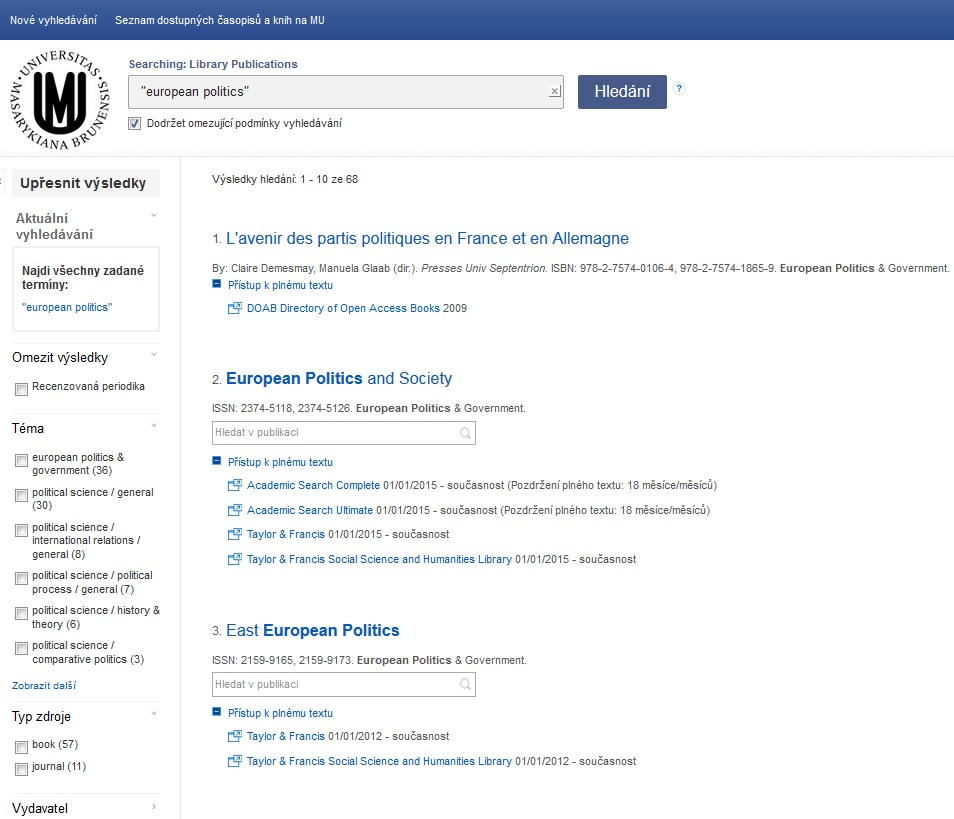 Nové vyhledávání Seznam dostupných časopisů a knih na MU
UNIVERSITAS MASARYKIANA BRUNENSIS
MU
Searching: Library Publications
"european politics"
Hledání
?
Dodržet omezující podmínky vyhledávání
Upřesnit výsledky
Aktuální
vyhledávání
Najdi všechny zadané
termíny:
"european politics"
Omezit výsledky
Recenzovaná periodika
Téma
european politics &
government (36)
political science / general
(30)
political science /
international relations /
general (8)
political science / political
process / general (7)
political science / history &
theory (6)
political science /
comparative politics (3)
Zobrazit další
Typ zdroje
book (57)
journal (11)
Vydavatel
Výsledky hledání: 1 - 10 ze 68
1. L'avenir des partis politiques en France et en Allemagne
By: Claire Demesmay, Manuela Glaab (dir.). Presses Univ Septentrion. ISBN: 978-2-7574-0106-4, 978-2-7574-1865-9. European Politics & Government.
Přístup k plnému textu
DOAB Directory of Open Access Books 2009
2. European Politics and Society
ISSN: 2374-5118, 2374-5126. European Politics & Government.
Hledat v publikaci
Přístup k plnému textu
Academic Search Complete 01/01/2015 - současnost (Pozdržení plného textu: 18 měsíce/měsíců)
Academic Search Ultimate 01/01/2015 - současnost (Pozdržení plného textu: 18 měsíce/měsíců)
Taylor & Francis 01/01/2015 - současnost
Taylor & Francis Social Science and Humanities Library 01/01/2015 - současnost
3. East European Politics
ISSN: 2159-9165, 2159-9173. European Politics & Government.
Hledat v publikaci
Přístup k plnému textu
Taylor & Francis 01/01/2012 - současnost
Taylor & Francis Social Science and Humanities Library 01/01/2012 - současnost